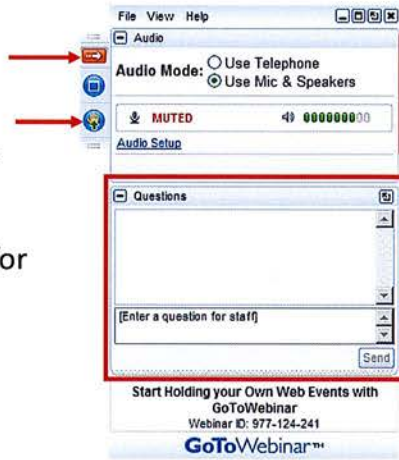 File View Help
Audio
Audio Mode: Use Telephone
Use Mic & Speakers
MUTED
Audio Setup
Questions
or
[Enter a question for staff]
Send
Start Holding your Own Web Events with
GoToWebinar
Webinar ID: 977-124-241
GoToWebinar™